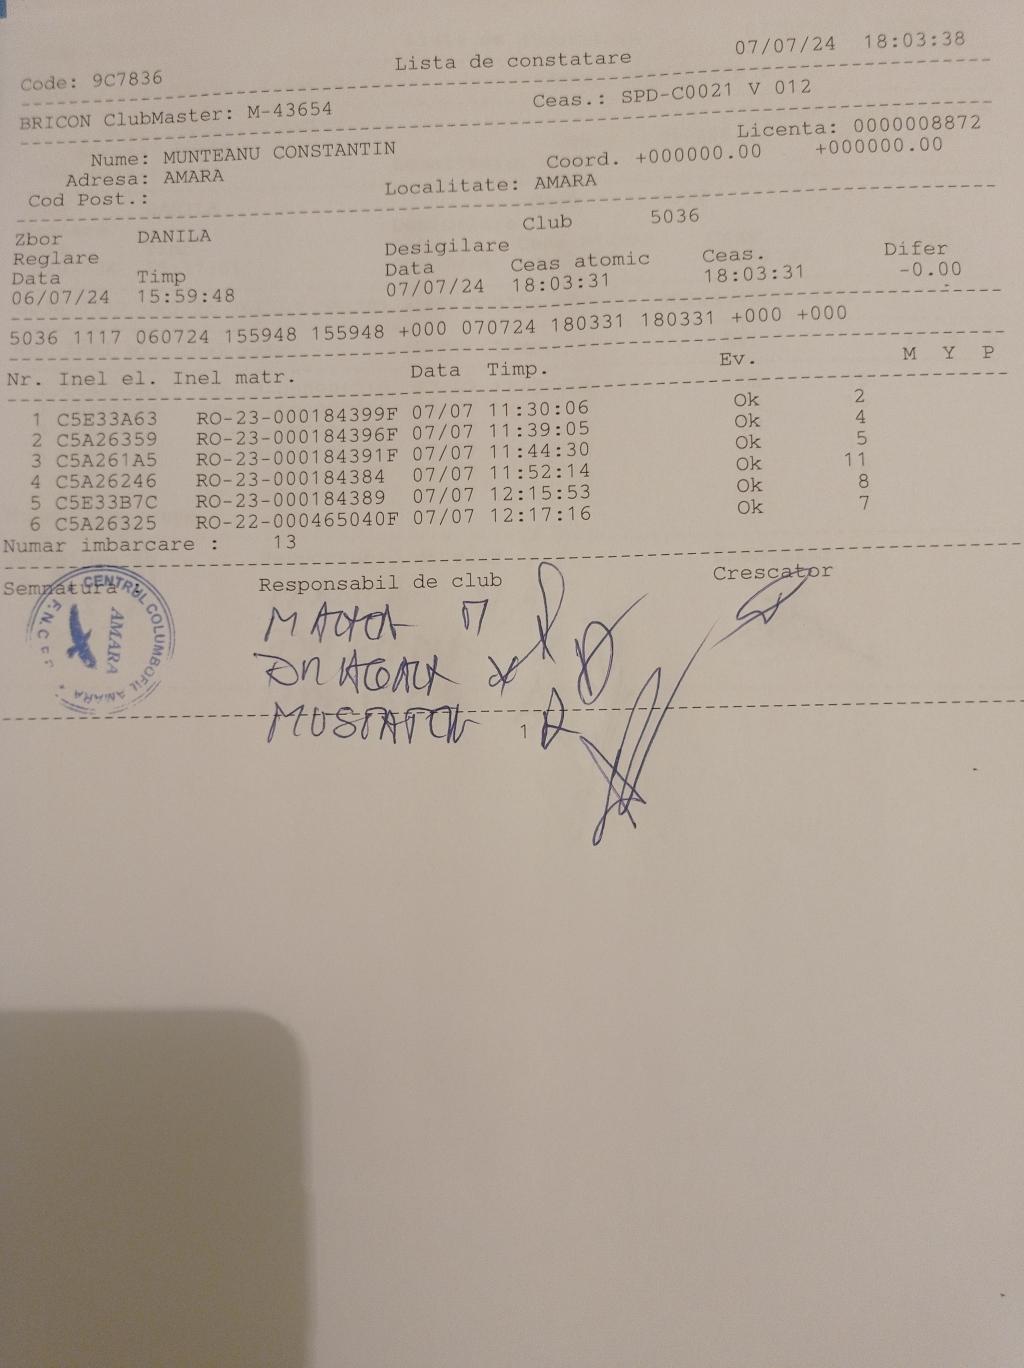 Lista de constatare 07/07/24 18:03:38
Code: 9C7836
BRICON ClubMaster: M-43654 Ceas.: SPD-C0021 V 012
Licenta: 0000008872
Nume: MUNTEANU CONSTANTIN Coord. +000000.00 +000000.00
Adresa: AMARA
Cod Post.: Localitate: AMARA
Zbor DANILA Club 5036
Reglare Desigilare
Data Timp Data Ceas atomic Ceas. Difer
06/07/24 15:59:48 07/07/24 18:03:31 18:03:31 -0.00
5036 1117 060724 155948 155948 +000 070724 180331 180331 +000 +000
Nr. Inel el. Inel matr. Data Timp. Ev. M Y P
1 C5E33A63 RO-23-000184399F 07/07 11:30:06 Ok 2
2 C5A26359 RO-23-000184396F 07/07 11:39:05 Ok 4
3 C5A261A5 RO-23-000184391F 07/07 11:44:30 Ok 5
4 C5A26246 RO-23-000184384 07/07 11:52:14 Ok 11
5 C5E33B7C RO-23-000184389 07/07 12:15:53 Ok 8
6 C5A26325 RO-22-000465040F 07/07 12:17:16 Ok 7
Numar imbarcare : 13
Semnatura : Responsabil de club Crescator
CENTRUL COLUMBOFIL AMARA
AMARA
1